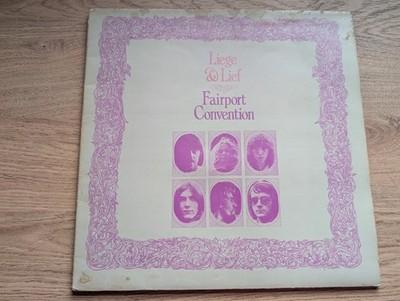 Liege
& Lief
Fairport
Convention